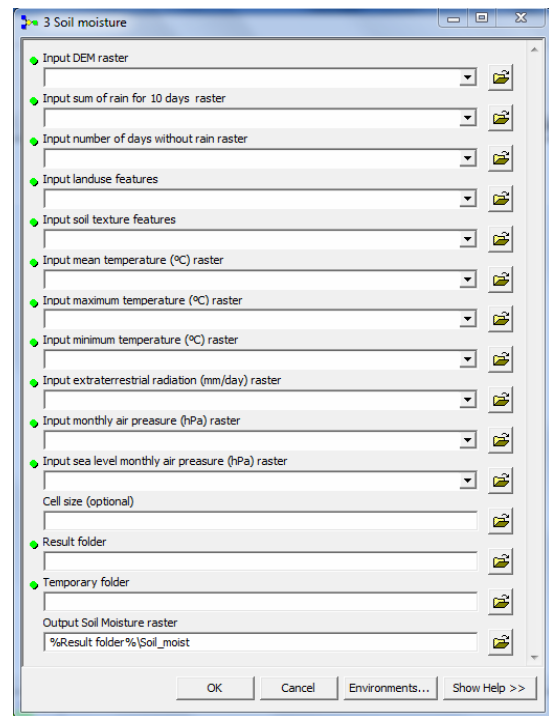 3 Soil moisture
Input DEM raster
Input sum of rain for 10 days raster
Input number of days without rain raster
Input landuse features
Input soil texture features
Input mean temperature (ºC) raster
Input maximum temperature (ºC) raster
Input minimum temperature (ºC) raster
Input extraterrestrial radiation (mm/day) raster
Input monthly air preasure (hPa) raster
Input sea level monthly air preasure (hPa) raster
Cell size (optional)
Result folder
Temporary folder
Output Soil Moisture raster
%Result folder%\Soil_moist
OK Cancel Environments... Show Help >>